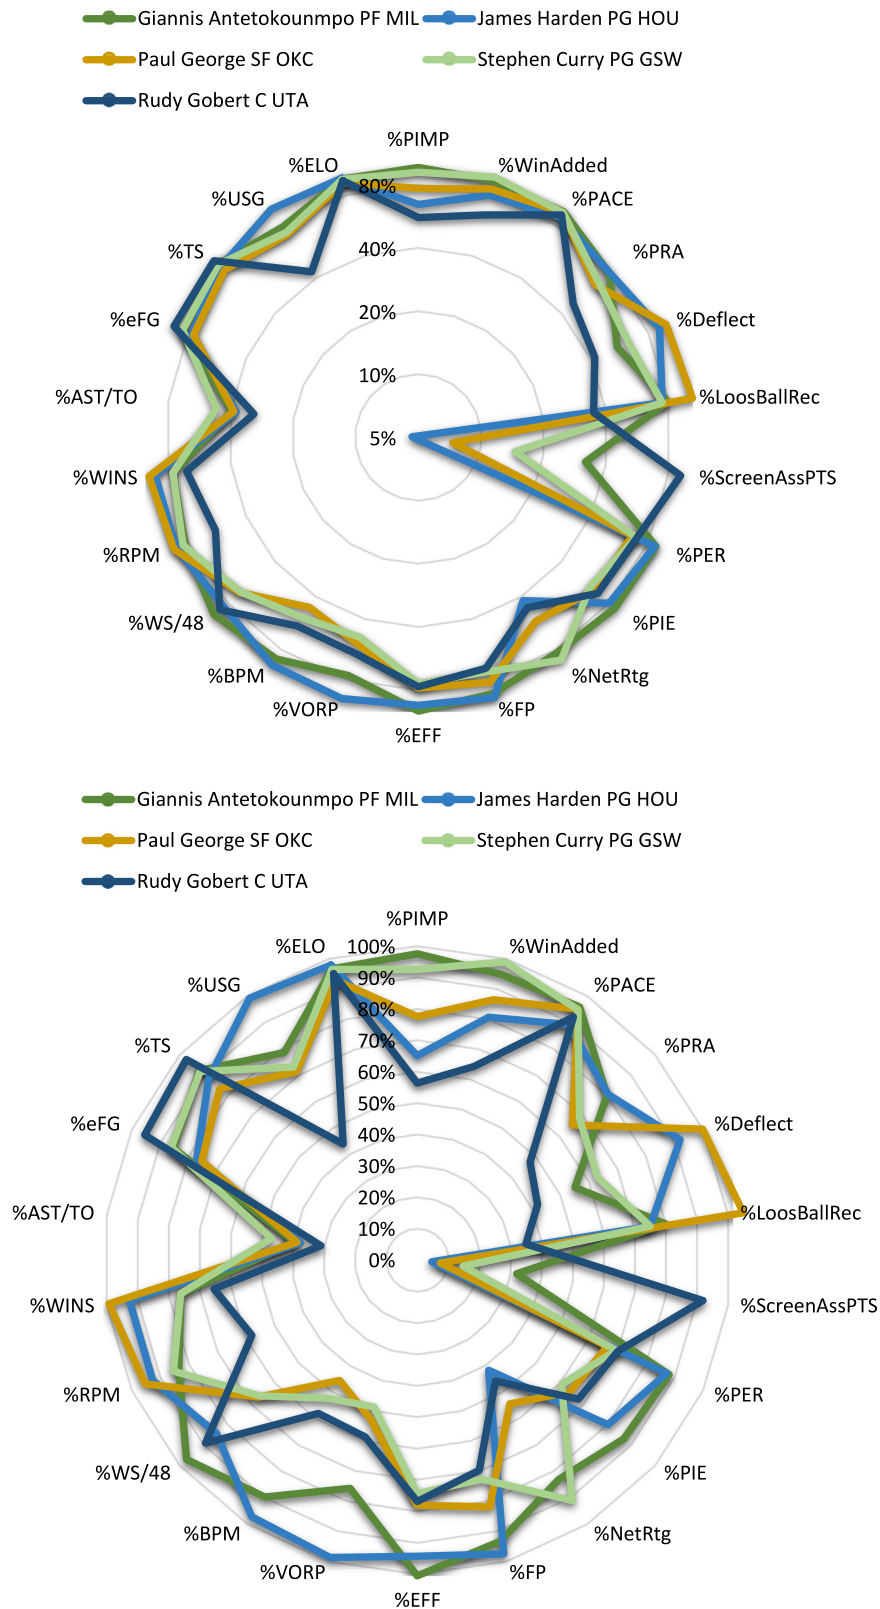 Giannis Antetokounmpo PF MIL James Harden PG HOU
Paul George SF OKC Stephen Curry PG GSW
Rudy Gobert C UTA
%PIMP
%ELO %WinAdded
80%
%USG %PACE
%TS %PRA
40%
%eFG 20% %Deflect
10%
%AST/TO %LoosBallRec
5%
%WINS %ScreenAssPTS
%RPM %PER
%WS/48 %PIE
%BPM %NetRtg
%VORP %FP
%EFF
Giannis Antetokounmpo PF MIL James Harden PG HOU
Paul George SF OKC Stephen Curry PG GSW
Rudy Gobert C UTA
%PIMP
%ELO 100% %WinAdded
90%
%USG %PACE
80%
70%
%TS %PRA
60%
50%
%eFG 40% %Deflect
30%
20%
%AST/TO %LoosBallRec
10%
0%
%WINS %ScreenAssPTS
%RPM %PER
%WS/48 %PIE
%BPM %NetRtg
%VORP %FP
%EFF